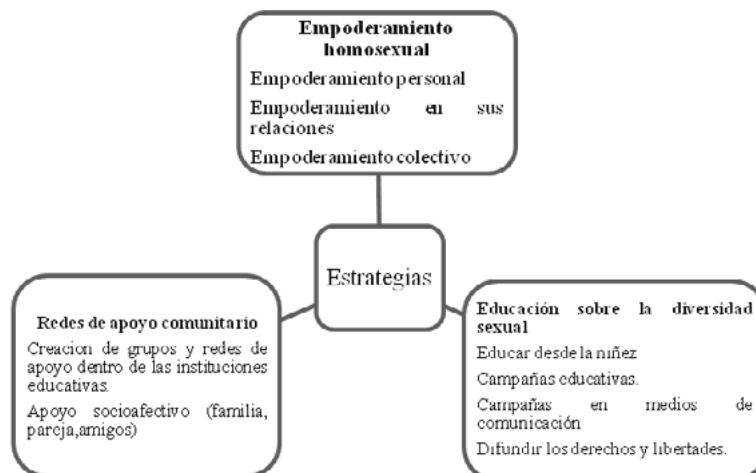 Empoderamiento
homosexual
Empoderamiento personal
Empoderamiento en sus
relaciones
Empoderamiento colectivo
Estrategias
Redes de apoyo comunitario
Creacion de grupos y redes de
apoyo dentro de las instituciones
educativas.
Apoyo socioafectivo (familia,
pareja,amigos)
Educación sobre la diversidad
sexual
Educar desde la niñez
Campañas educativas.
Campañas en medios de
comunicación
Difundir los derechos y libertades.